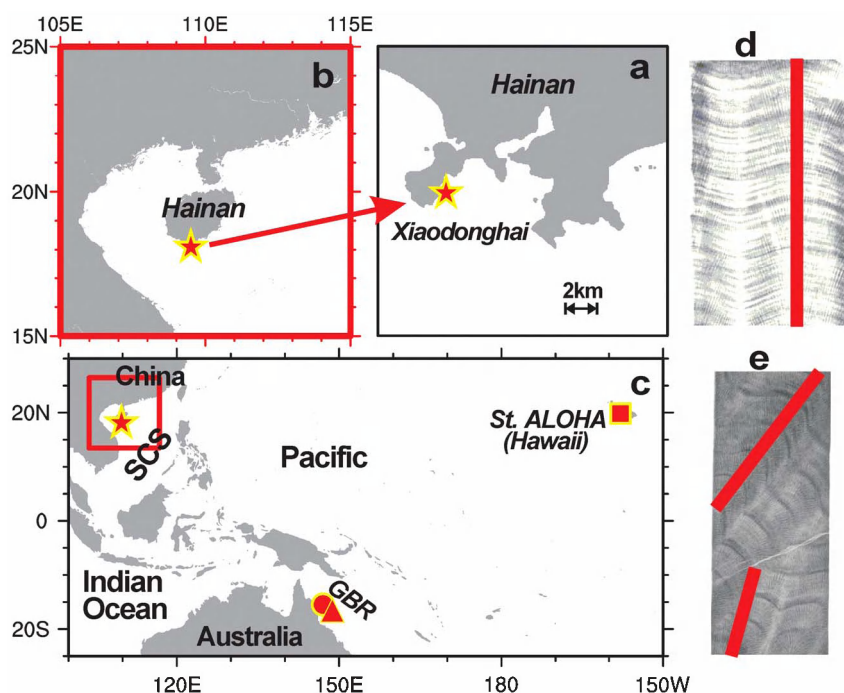 105E 110E 115E
25N
20N
15N
b
Hainan
a
Hainan
Xiaodonghai
2km
d
e
c
20N
0
20S
China
SCS
Pacific
St. ALOHA
(Hawaii)
Indian
Ocean
GBR
Australia
120E 150E 180 150W